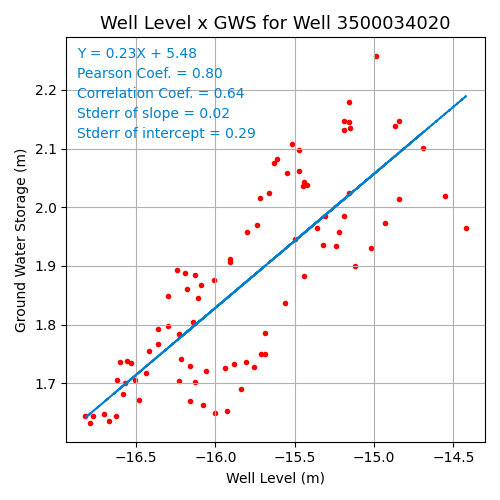 Well Level x GWS for Well 3500034020
Y = 0.23X + 5.48
Pearson Coef. = 0.80
Correlation Coef. = 0.64
Stderr of slope = 0.02
Stderr of intercept = 0.29
Ground Water Storage (m)
2.2
2.1
2.0
1.9
1.8
1.7
−16.5 −16.0 −15.5 −15.0 −14.5
Well Level (m)